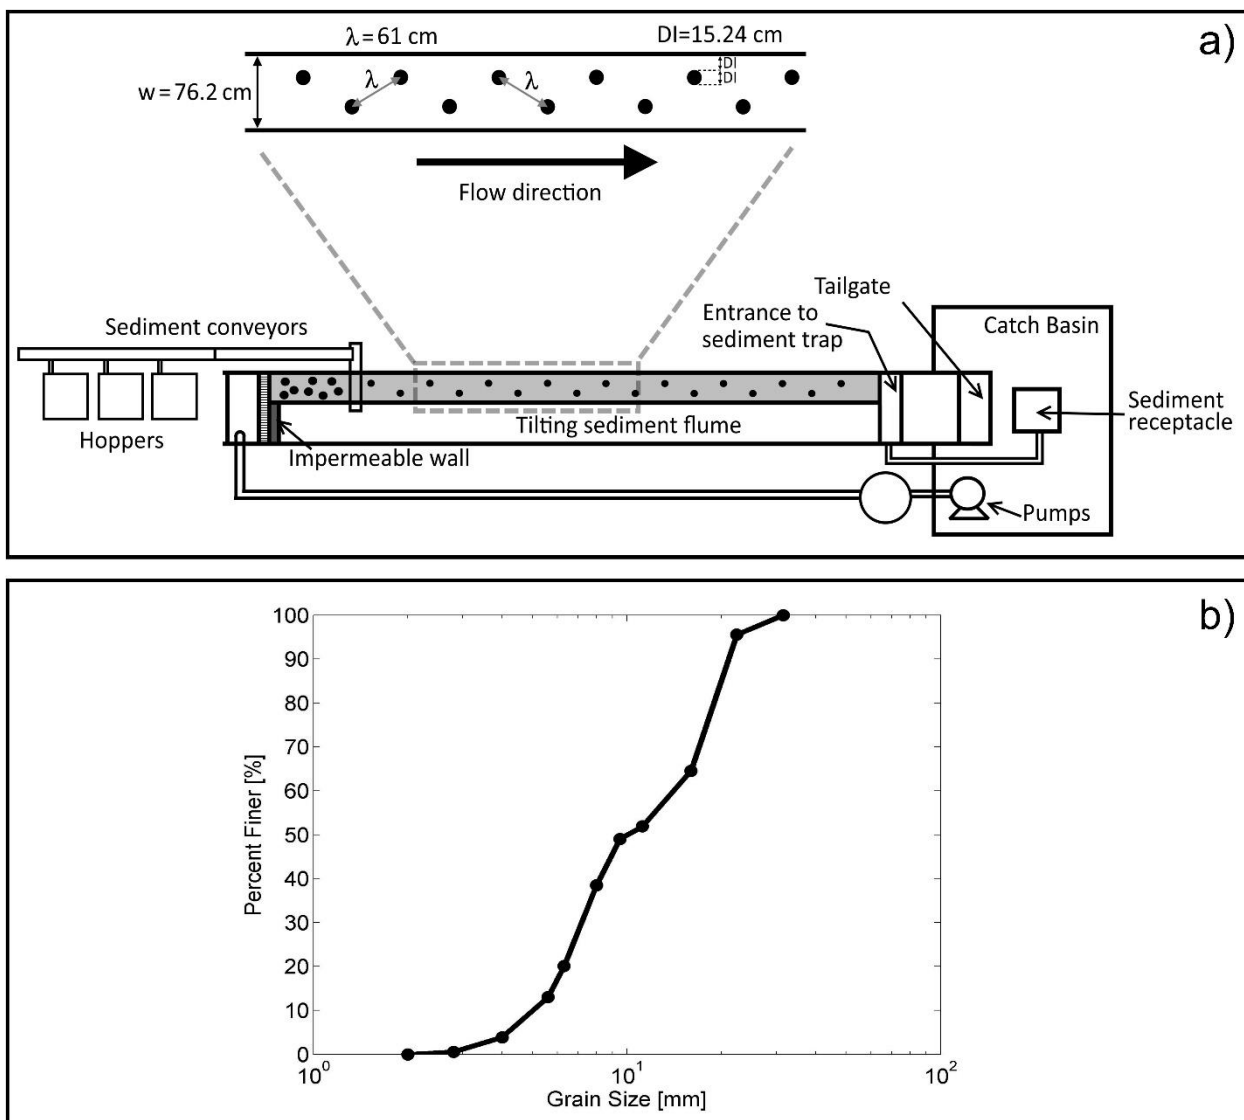 a)
λ=61 cm
DI=15.24 cm
DI
DI
w=76.2 cm
λ
λ
Flow direction
Tailgate
Entrance to
sediment trap
Catch Basin
Sediment conveyors
Sediment
receptacle
Tilting sediment flume
Hoppers
Impermeable wall
Pumps
b)
100
90
80
70
60
50
40
30
20
10
0
Percent Finer [%]
10⁰
10¹
10²
Grain Size [mm]